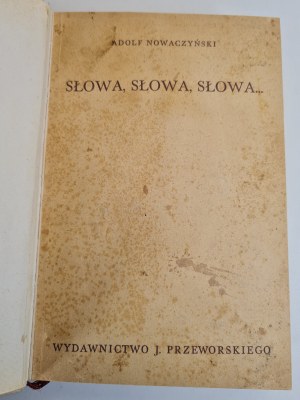 ADOLF NOWACZYŃSKI
SŁOWA, SŁOWA, SŁOWA...
WYDAWNICTWO J. PRZEWORSKIEGO